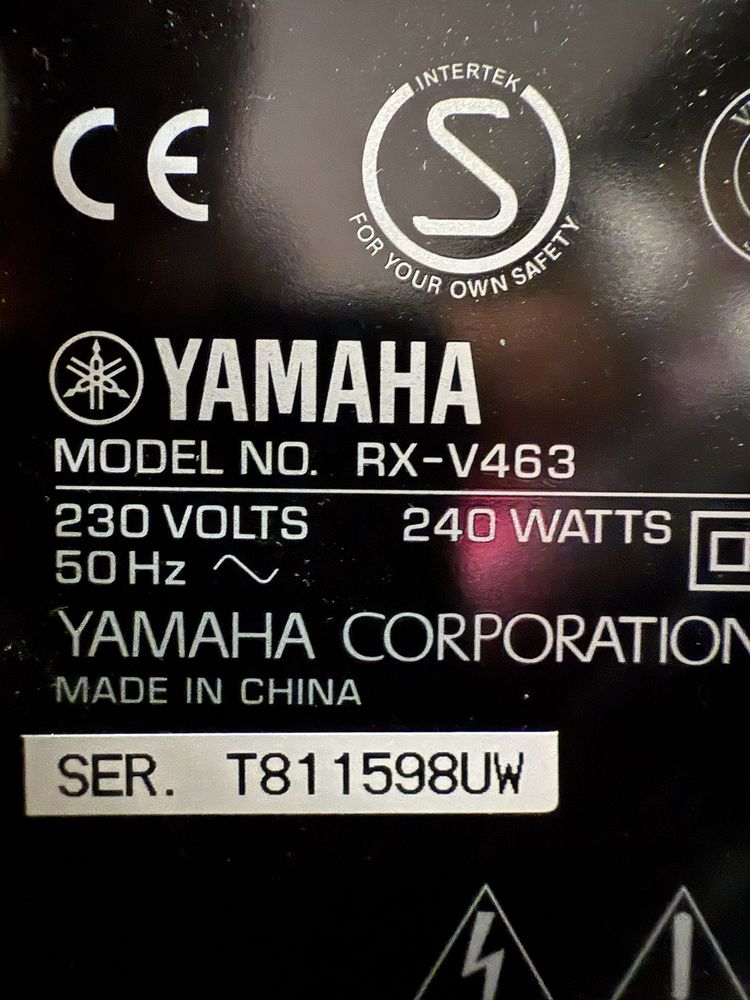 CE
INTERTEK
S
FOR YOUR OWN SAFETY
YAMAHA
MODEL NO. RX-V463
230 VOLTS 240 WATTS
50 Hz
YAMAHA CORPORATION
MADE IN CHINA
SER. T811598UW